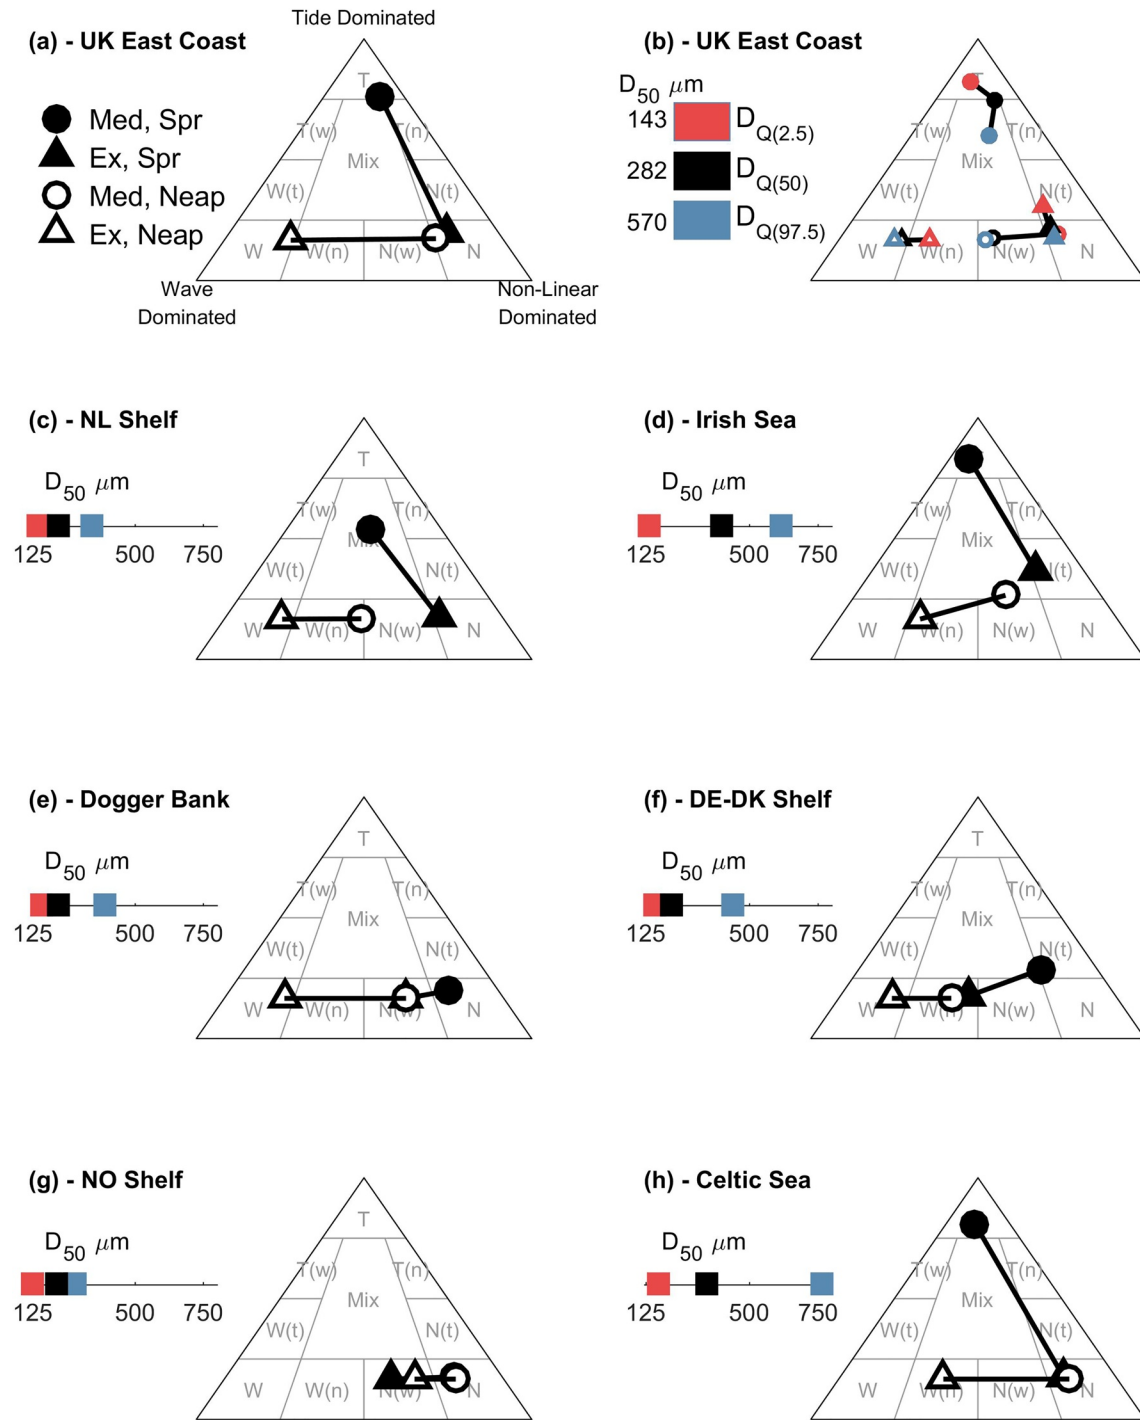 Tide Dominated
(a) - UK East Coast
Med, Spr
Ex, Spr
Med, Neap
Ex, Neap
T
T(w) T(n)
Mix
W(t) N(t)
W W(n) N(w) N
Wave Dominated
Non-Linear Dominated
(b) - UK East Coast
D50 μm
143 DQ(2.5)
282 DQ(50)
570 DQ(97.5)
T
T(n)
Mix
W(t) N(t)
W W(n) N(w) N
(c) - NL Shelf
D50 μm
125 500 750
T
T(w) T(n)
Mix
W(t) N(t)
W W(n) N(w) N
(d) - Irish Sea
D50 μm
125 500 750
T(w) T(n)
Mix
W(t) N(t)
W W(n) N(w) N
(e) - Dogger Bank
D50 μm
125 500 750
T
T(w) T(n)
Mix
W(t) N(t)
W W(n) N(w) N
(f) - DE-DK Shelf
D50 μm
125 500 750
T
T(w) T(n)
Mix
W(t) N(t)
W W(n) N(w) N
(g) - NO Shelf
D50 μm
125 500 750
T
T(w) T(n)
Mix
W(t) N(t)
W W(n) N(w) N
(h) - Celtic Sea
D50 μm
125 500 750
T(w) T(n)
Mix
W(t) N(t)
W W(n) N(w) N